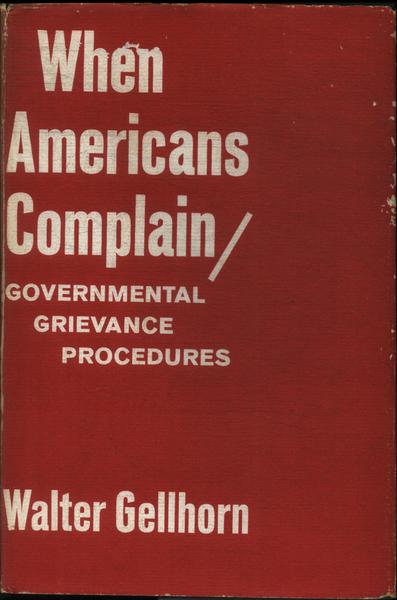 When
Americans
Complain/
GOVERNMENTAL
GRIEVANCE
PROCEDURES
Walter Gellhorn